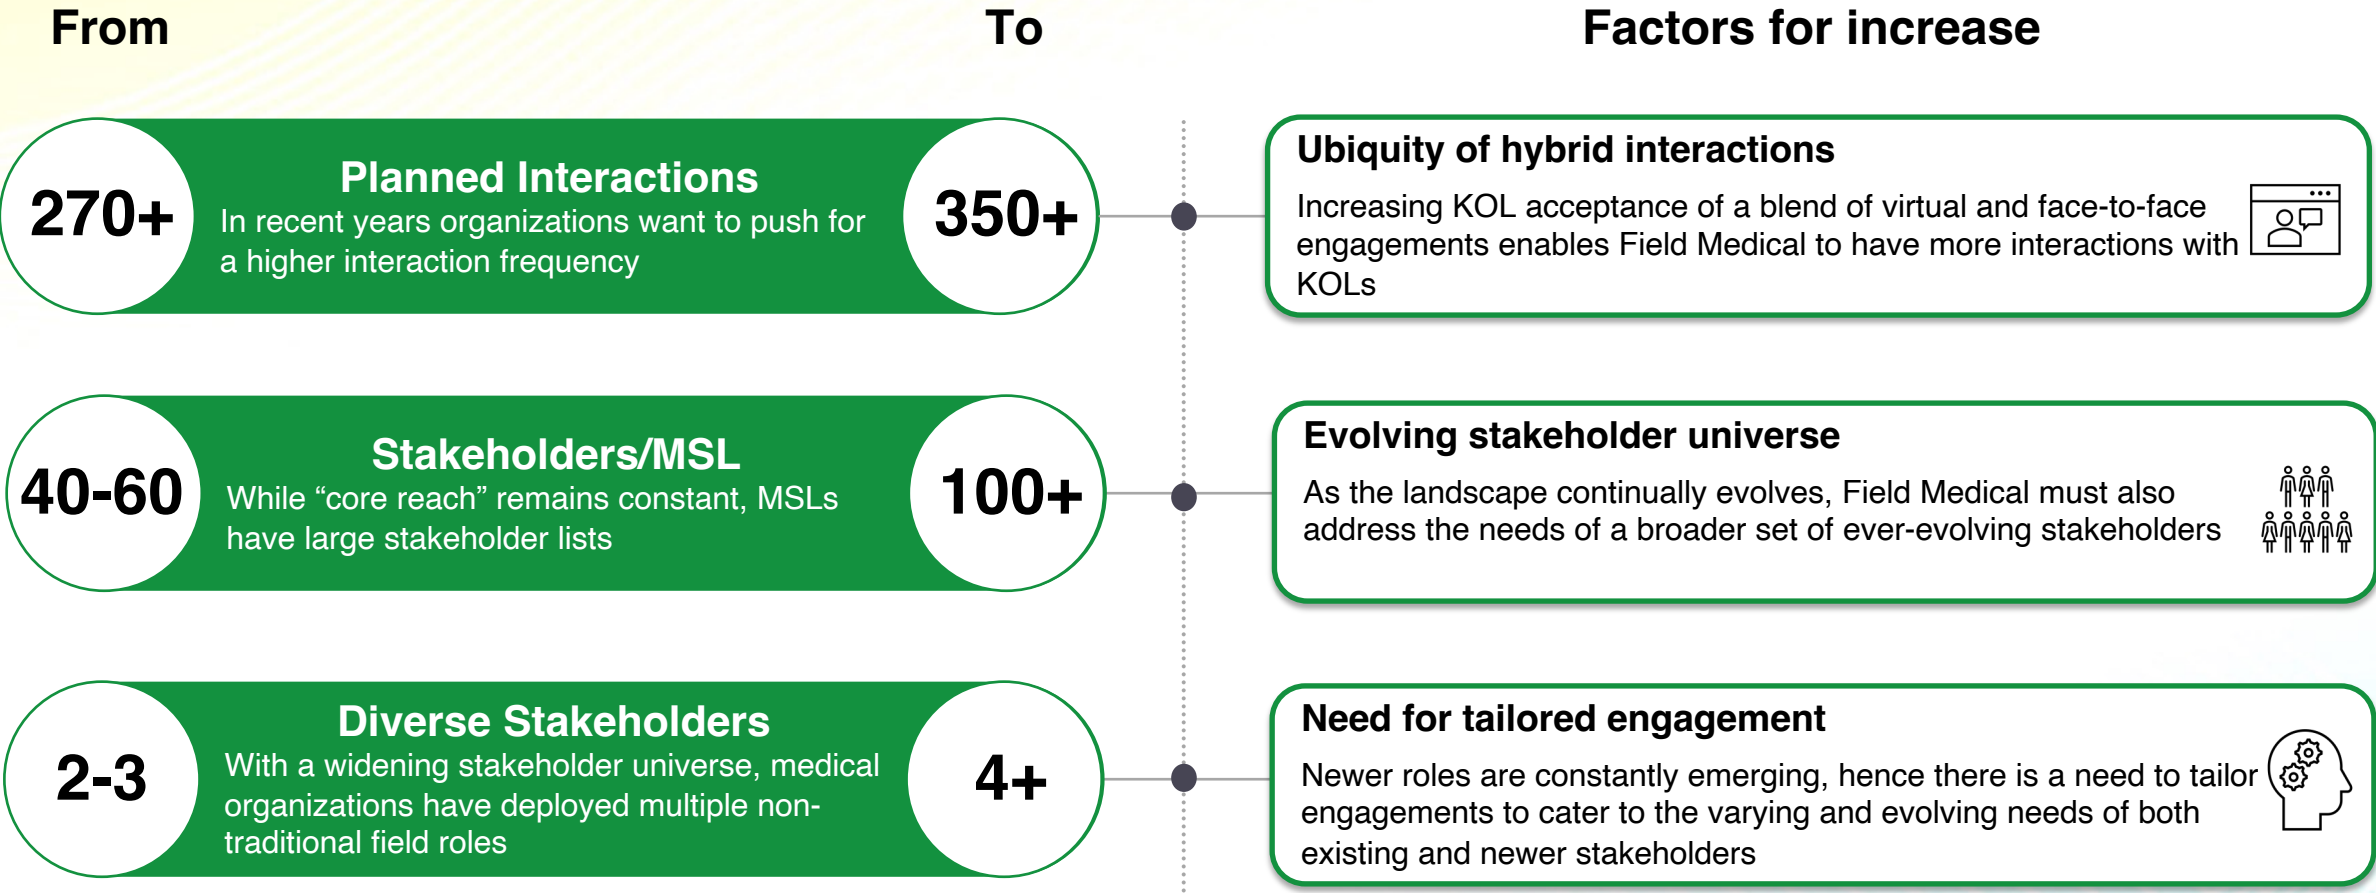 From
To
Factors for increase
270+
Planned Interactions
In recent years organizations want to push for
a higher interaction frequency
350+
Ubiquity of hybrid interactions
Increasing KOL acceptance of a blend of virtual and face-to-face
engagements enables Field Medical to have more interactions with
KOLs
40-60
Stakeholders/MSL
While “core reach” remains constant, MSLs
have large stakeholder lists
100+
Evolving stakeholder universe
As the landscape continually evolves, Field Medical must also
address the needs of a broader set of ever-evolving stakeholders
2-3
Diverse Stakeholders
With a widening stakeholder universe, medical
organizations have deployed multiple non-
traditional field roles
4+
Need for tailored engagement
Newer roles are constantly emerging, hence there is a need to tailor
engagements to cater to the varying and evolving needs of both
existing and newer stakeholders